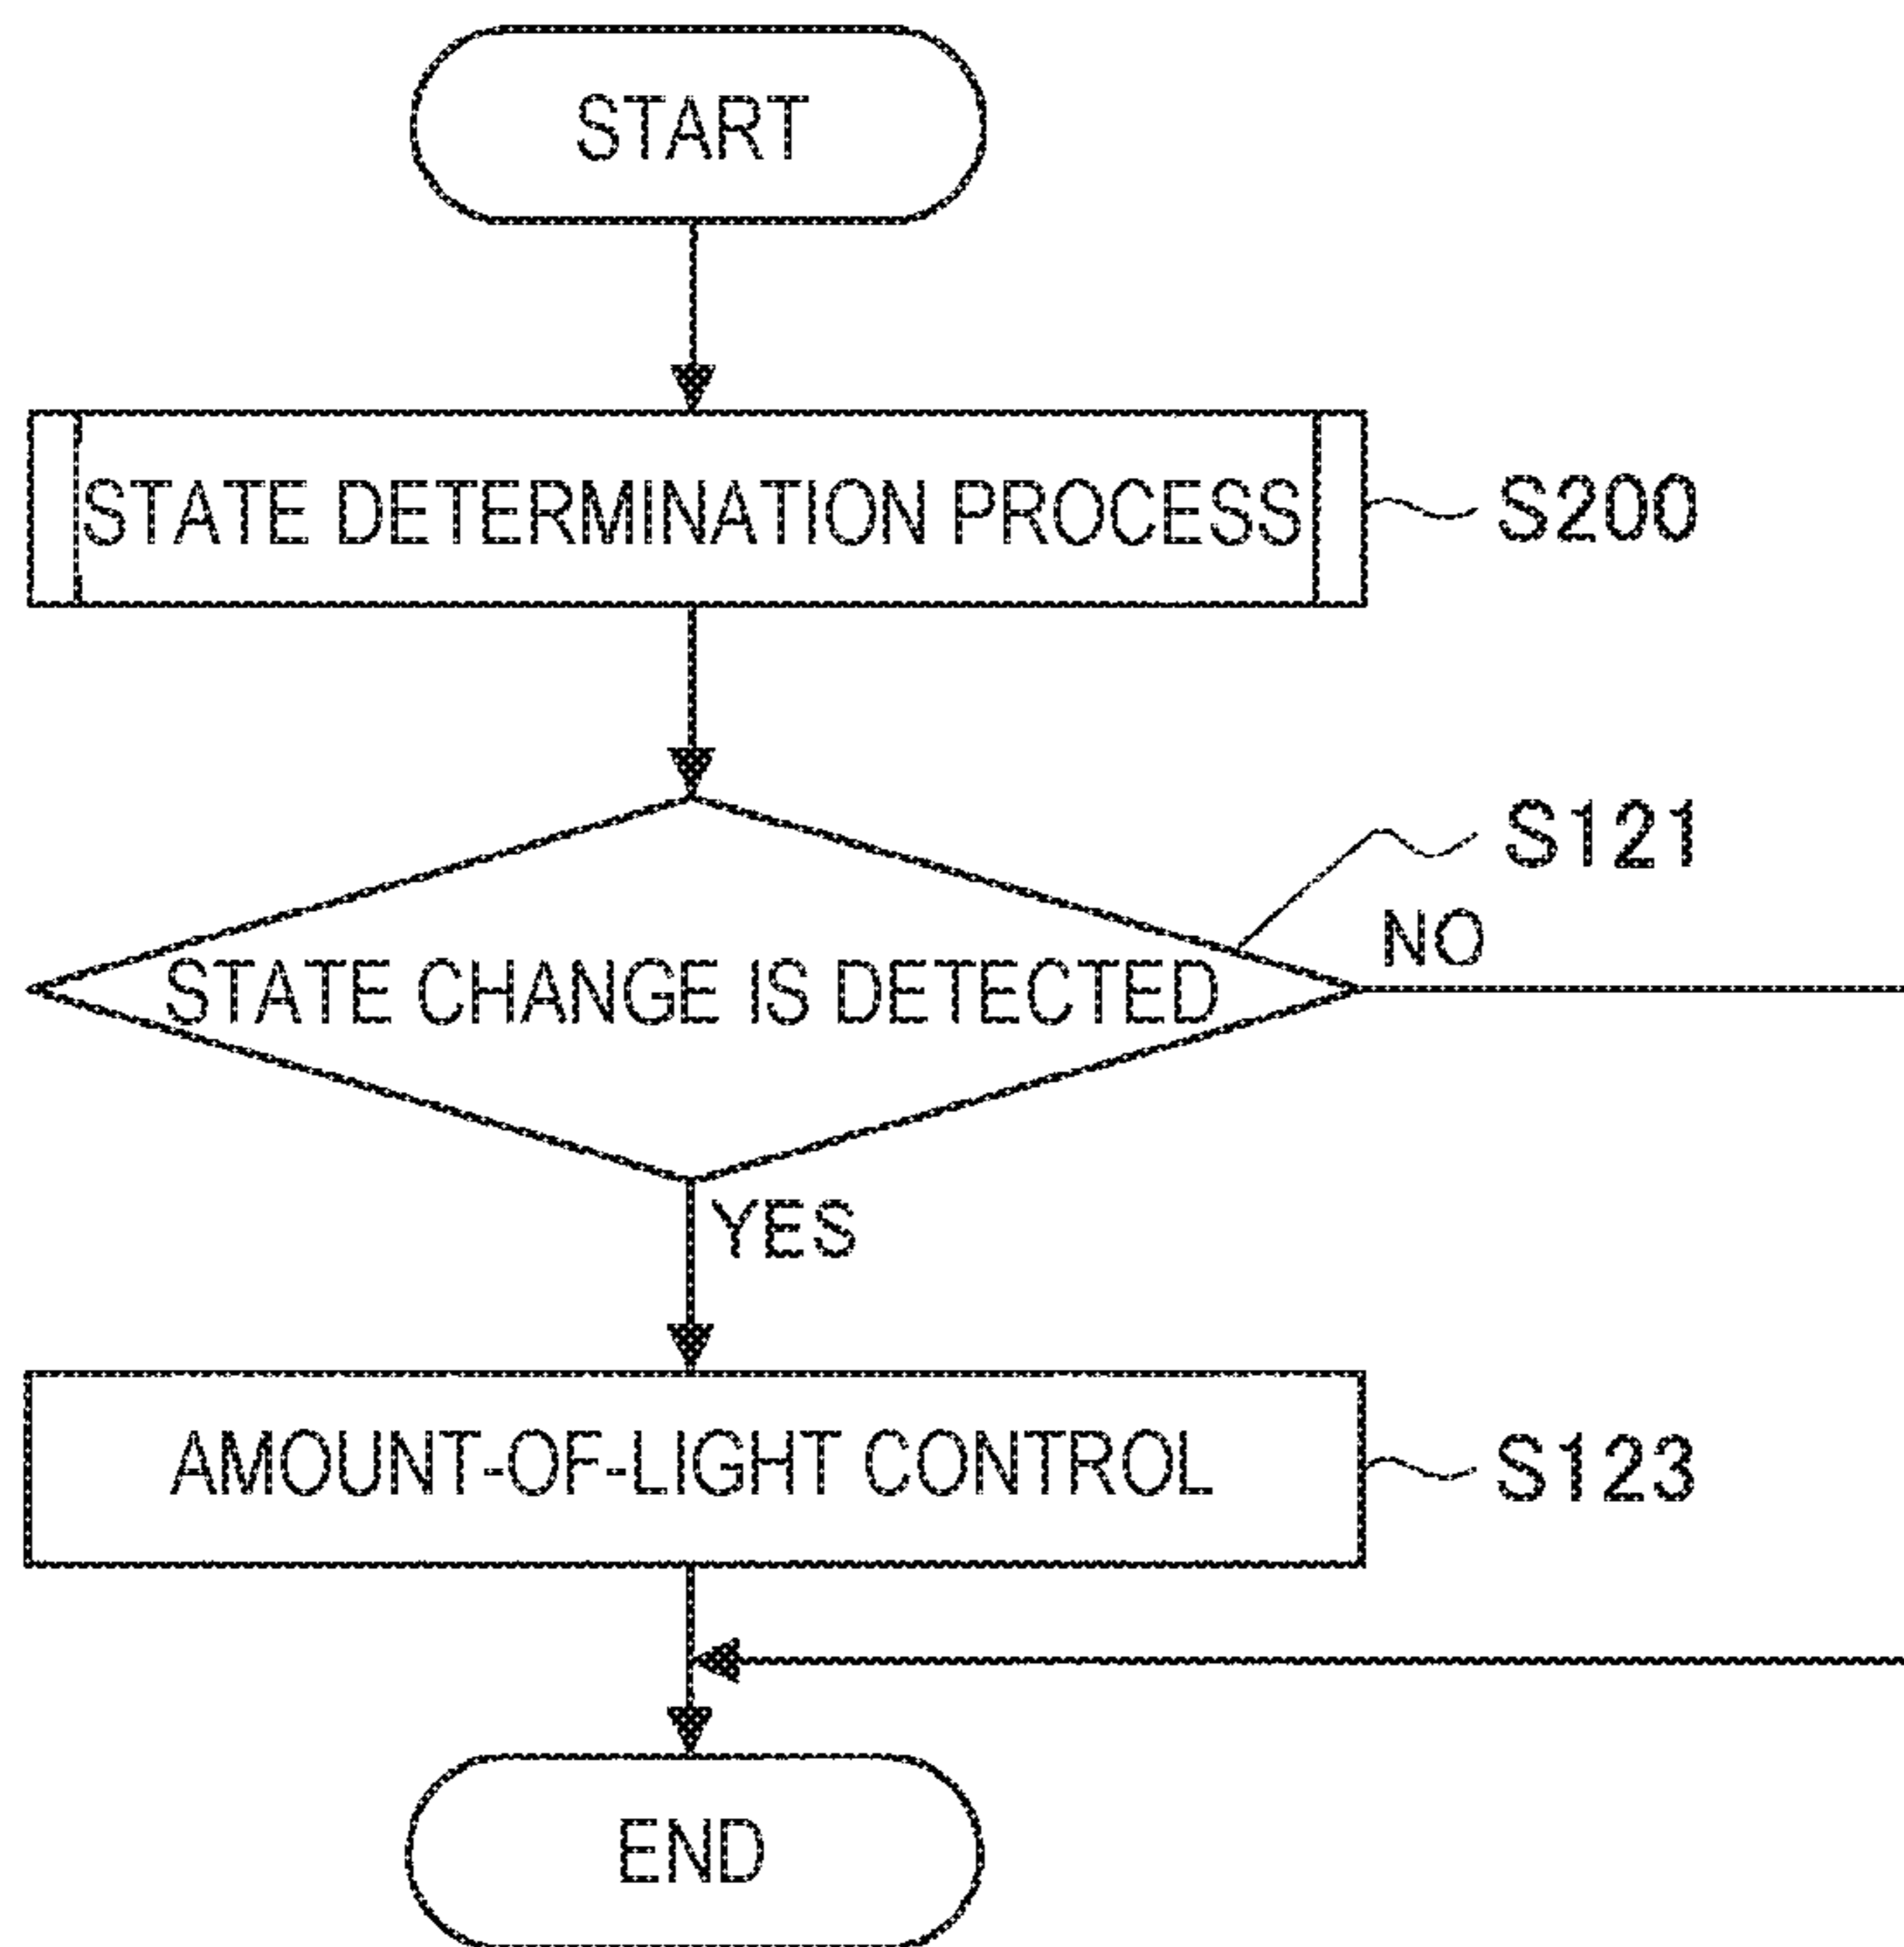 START
STATE DETERMINATION PROCESS
S200
S121
NO
STATE CHANGE IS DETECTED
YES
AMOUNT-OF-LIGHT CONTROL
S123
END